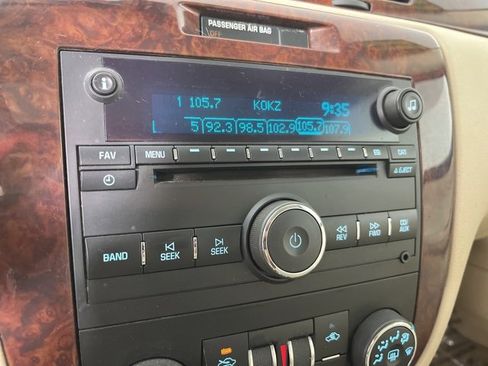 PASSENGER AIR BAG
OFF
1 105.7 KOKZ 9:35
5 92.3 98.5 102.9 105.7 107.9
FAV MENU CAT
EJECT
BAND SEEK SEEK REV FWD CD/AUX